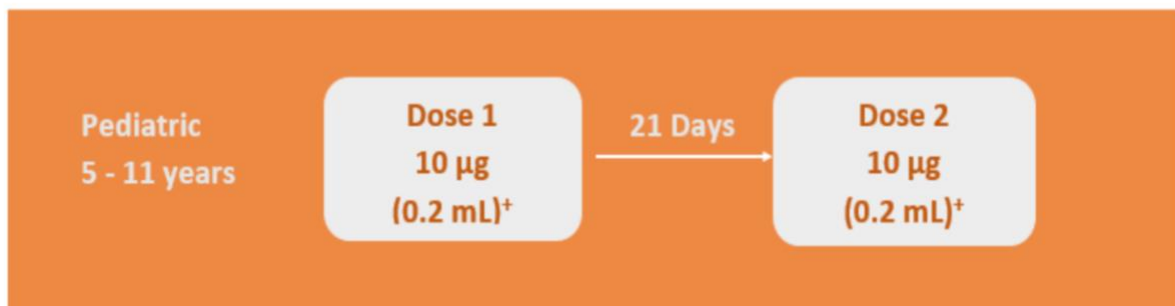 Pediatric
5 - 11 years
Dose 1
10 µg
(0.2 mL)⁺
21 Days
Dose 2
10 µg
(0.2 mL)⁺